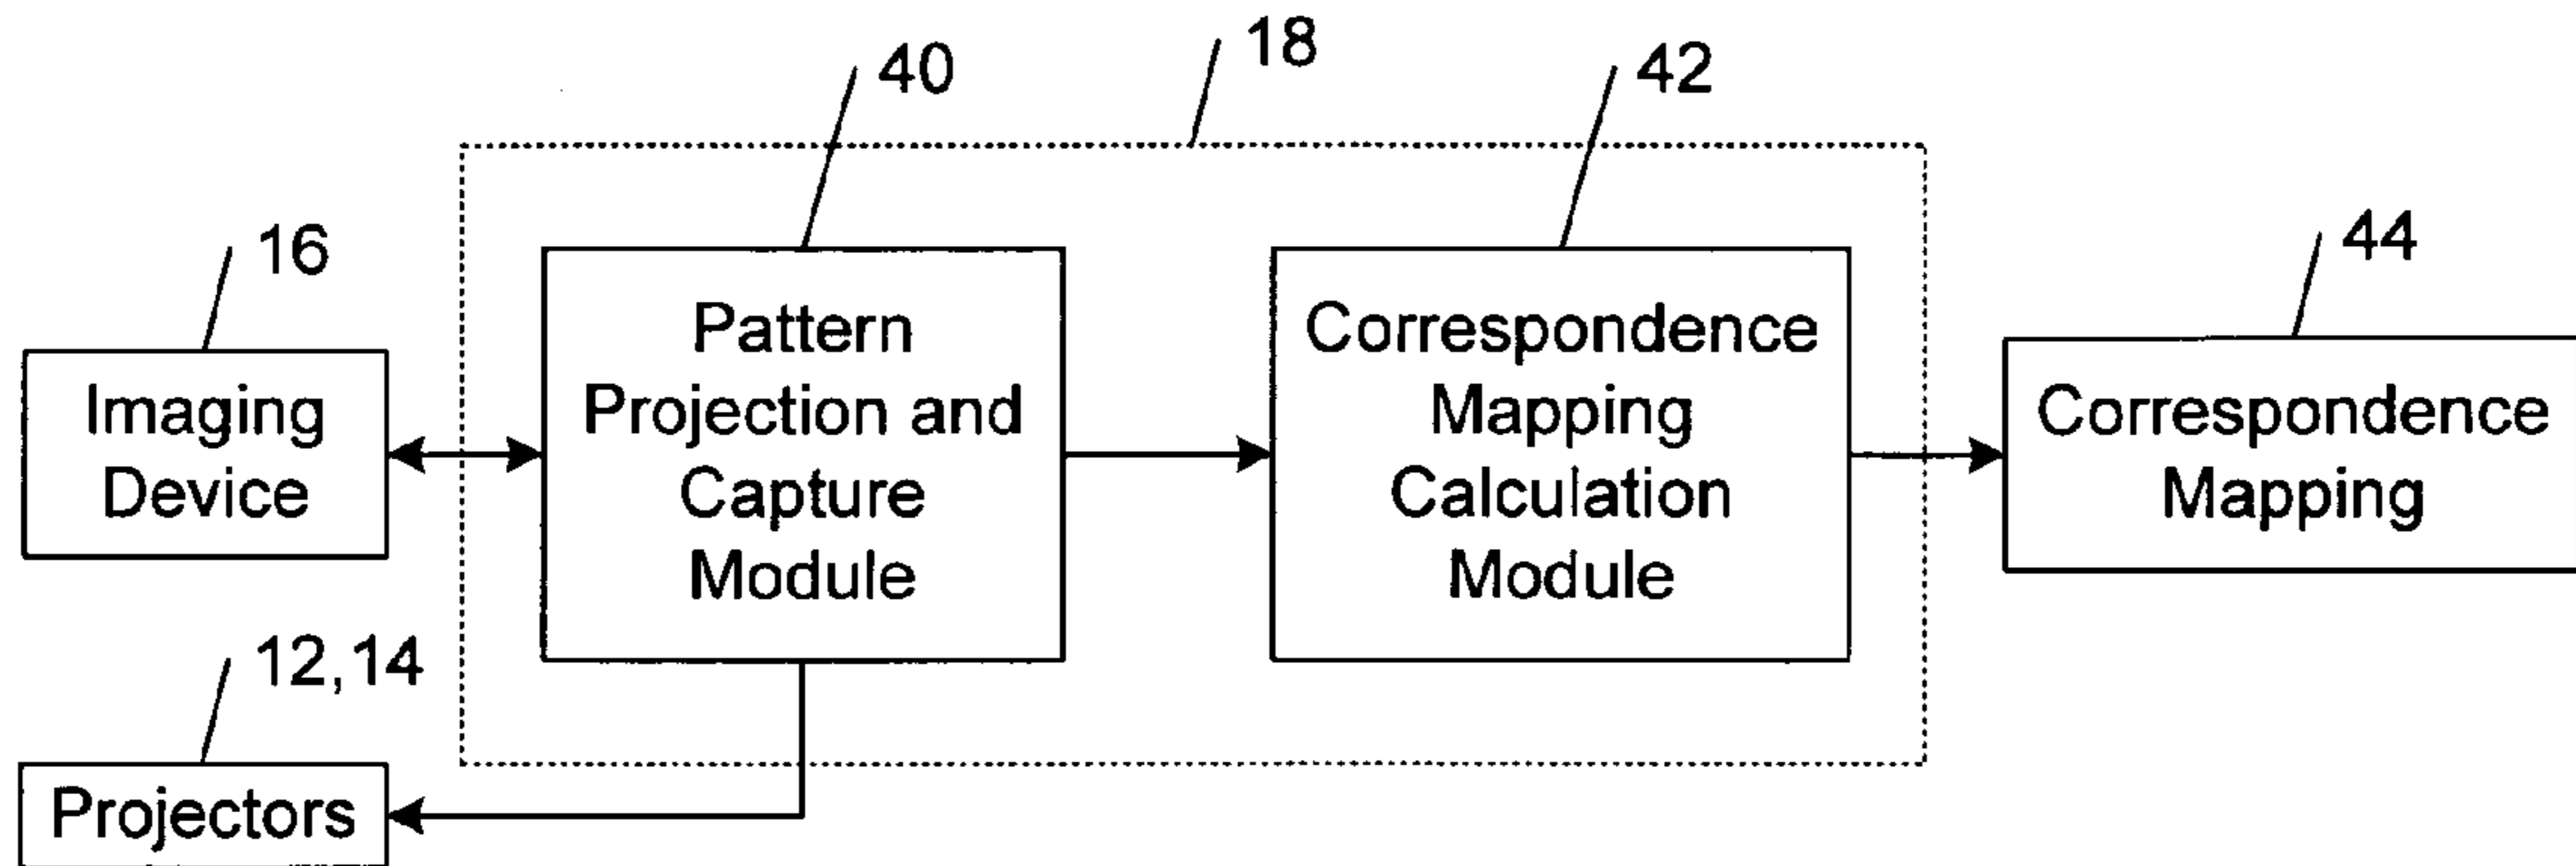 18
40
42
16
44
Pattern
Projection and
Capture
Module
Correspondence
Mapping
Calculation
Module
Imaging
Device
Correspondence
Mapping
12,14
Projectors